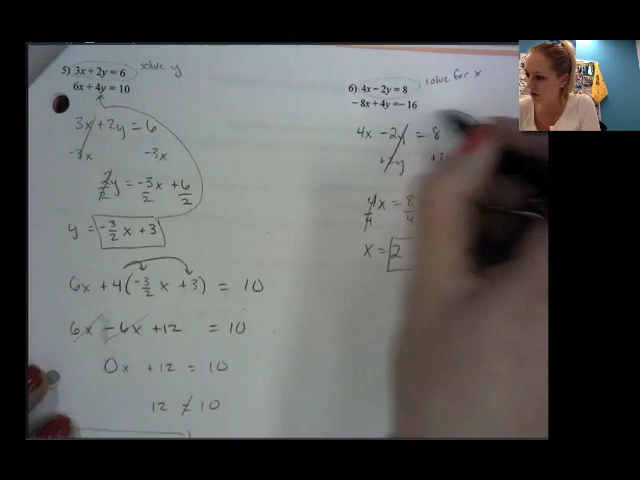 5) 3x + 2y = 6 solve y
6x + 4y = 10
3x + 2y = 6
-3x -3x
2y = -3x + 6
2 2 2
y = -3/2 x + 3
6x + 4(-3/2 x + 3) = 10
6x - 6x + 12 = 10
0x + 12 = 10
12 ≠ 10
6) 4x - 2y = 8 solve for x
- 8x + 4y = - 16
4x - 2y = 8
+2y +2
4x = 8
4 4
x = 2